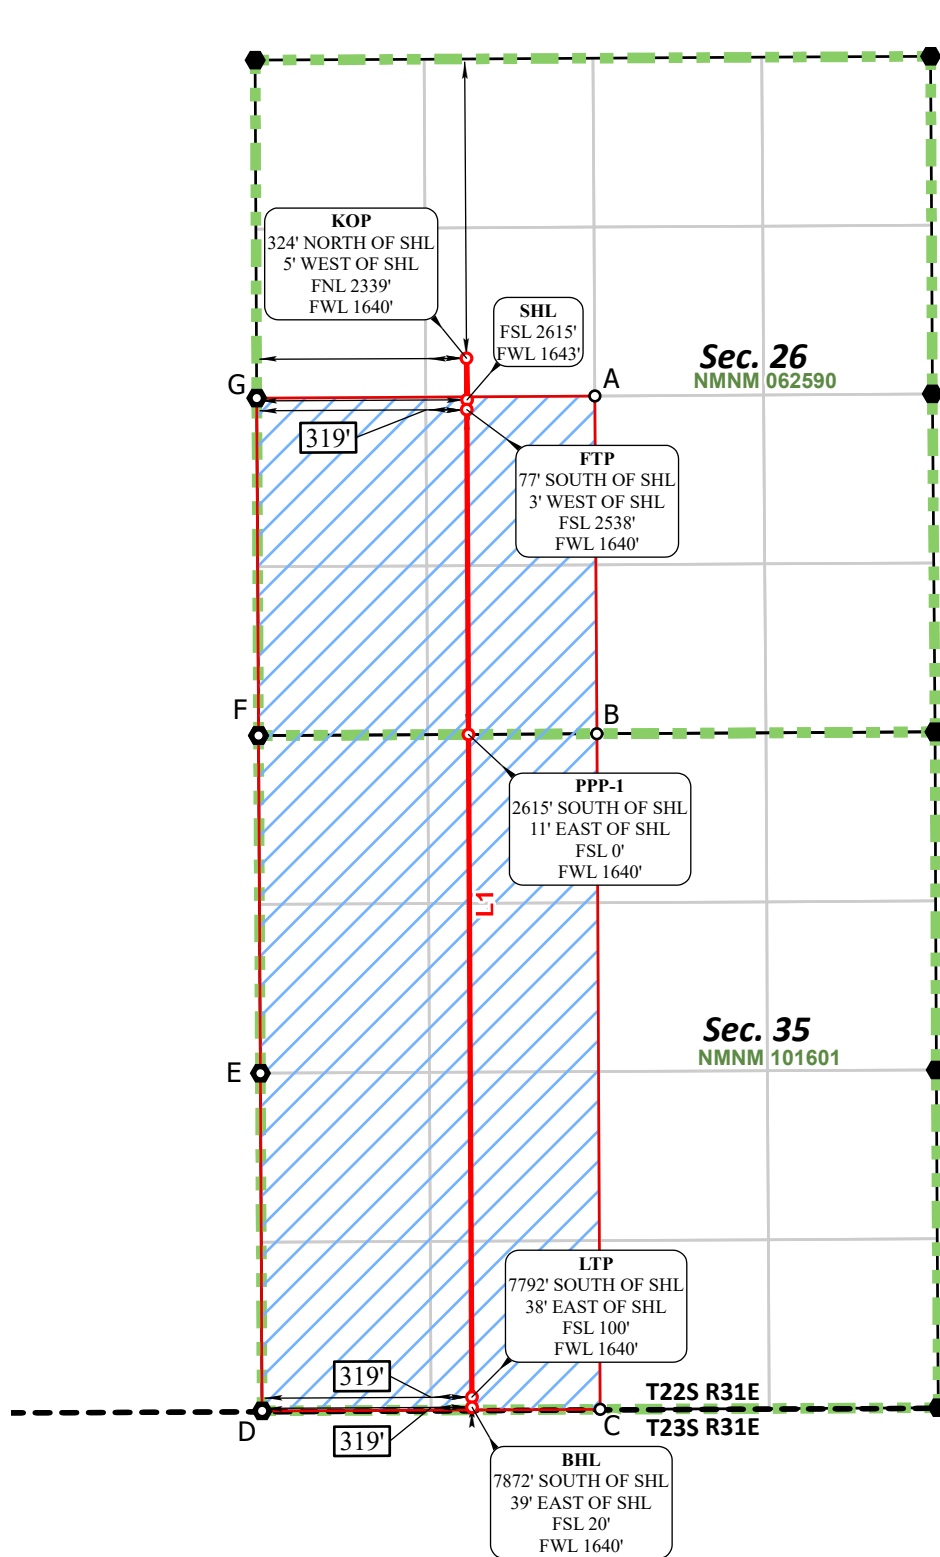 KOP
324' NORTH OF SHL
5' WEST OF SHL
FNL 2339'
FWL 1640'
SHL
FSL 2615'
FWL 1643'
Sec. 26
NMNM 062590
G
A
319'
FTP
77' SOUTH OF SHL
3' WEST OF SHL
FSL 2538'
FWL 1640'
F
B
PPP-1
2615' SOUTH OF SHL
11' EAST OF SHL
FSL 0'
FWL 1640'
L1
Sec. 35
NMNM 101601
E
LTP
7792' SOUTH OF SHL
38' EAST OF SHL
FSL 100'
FWL 1640'
319'
T22S R31E
D
C
T23S R31E
319'
BHL
7872' SOUTH OF SHL
39' EAST OF SHL
FSL 20'
FWL 1640'